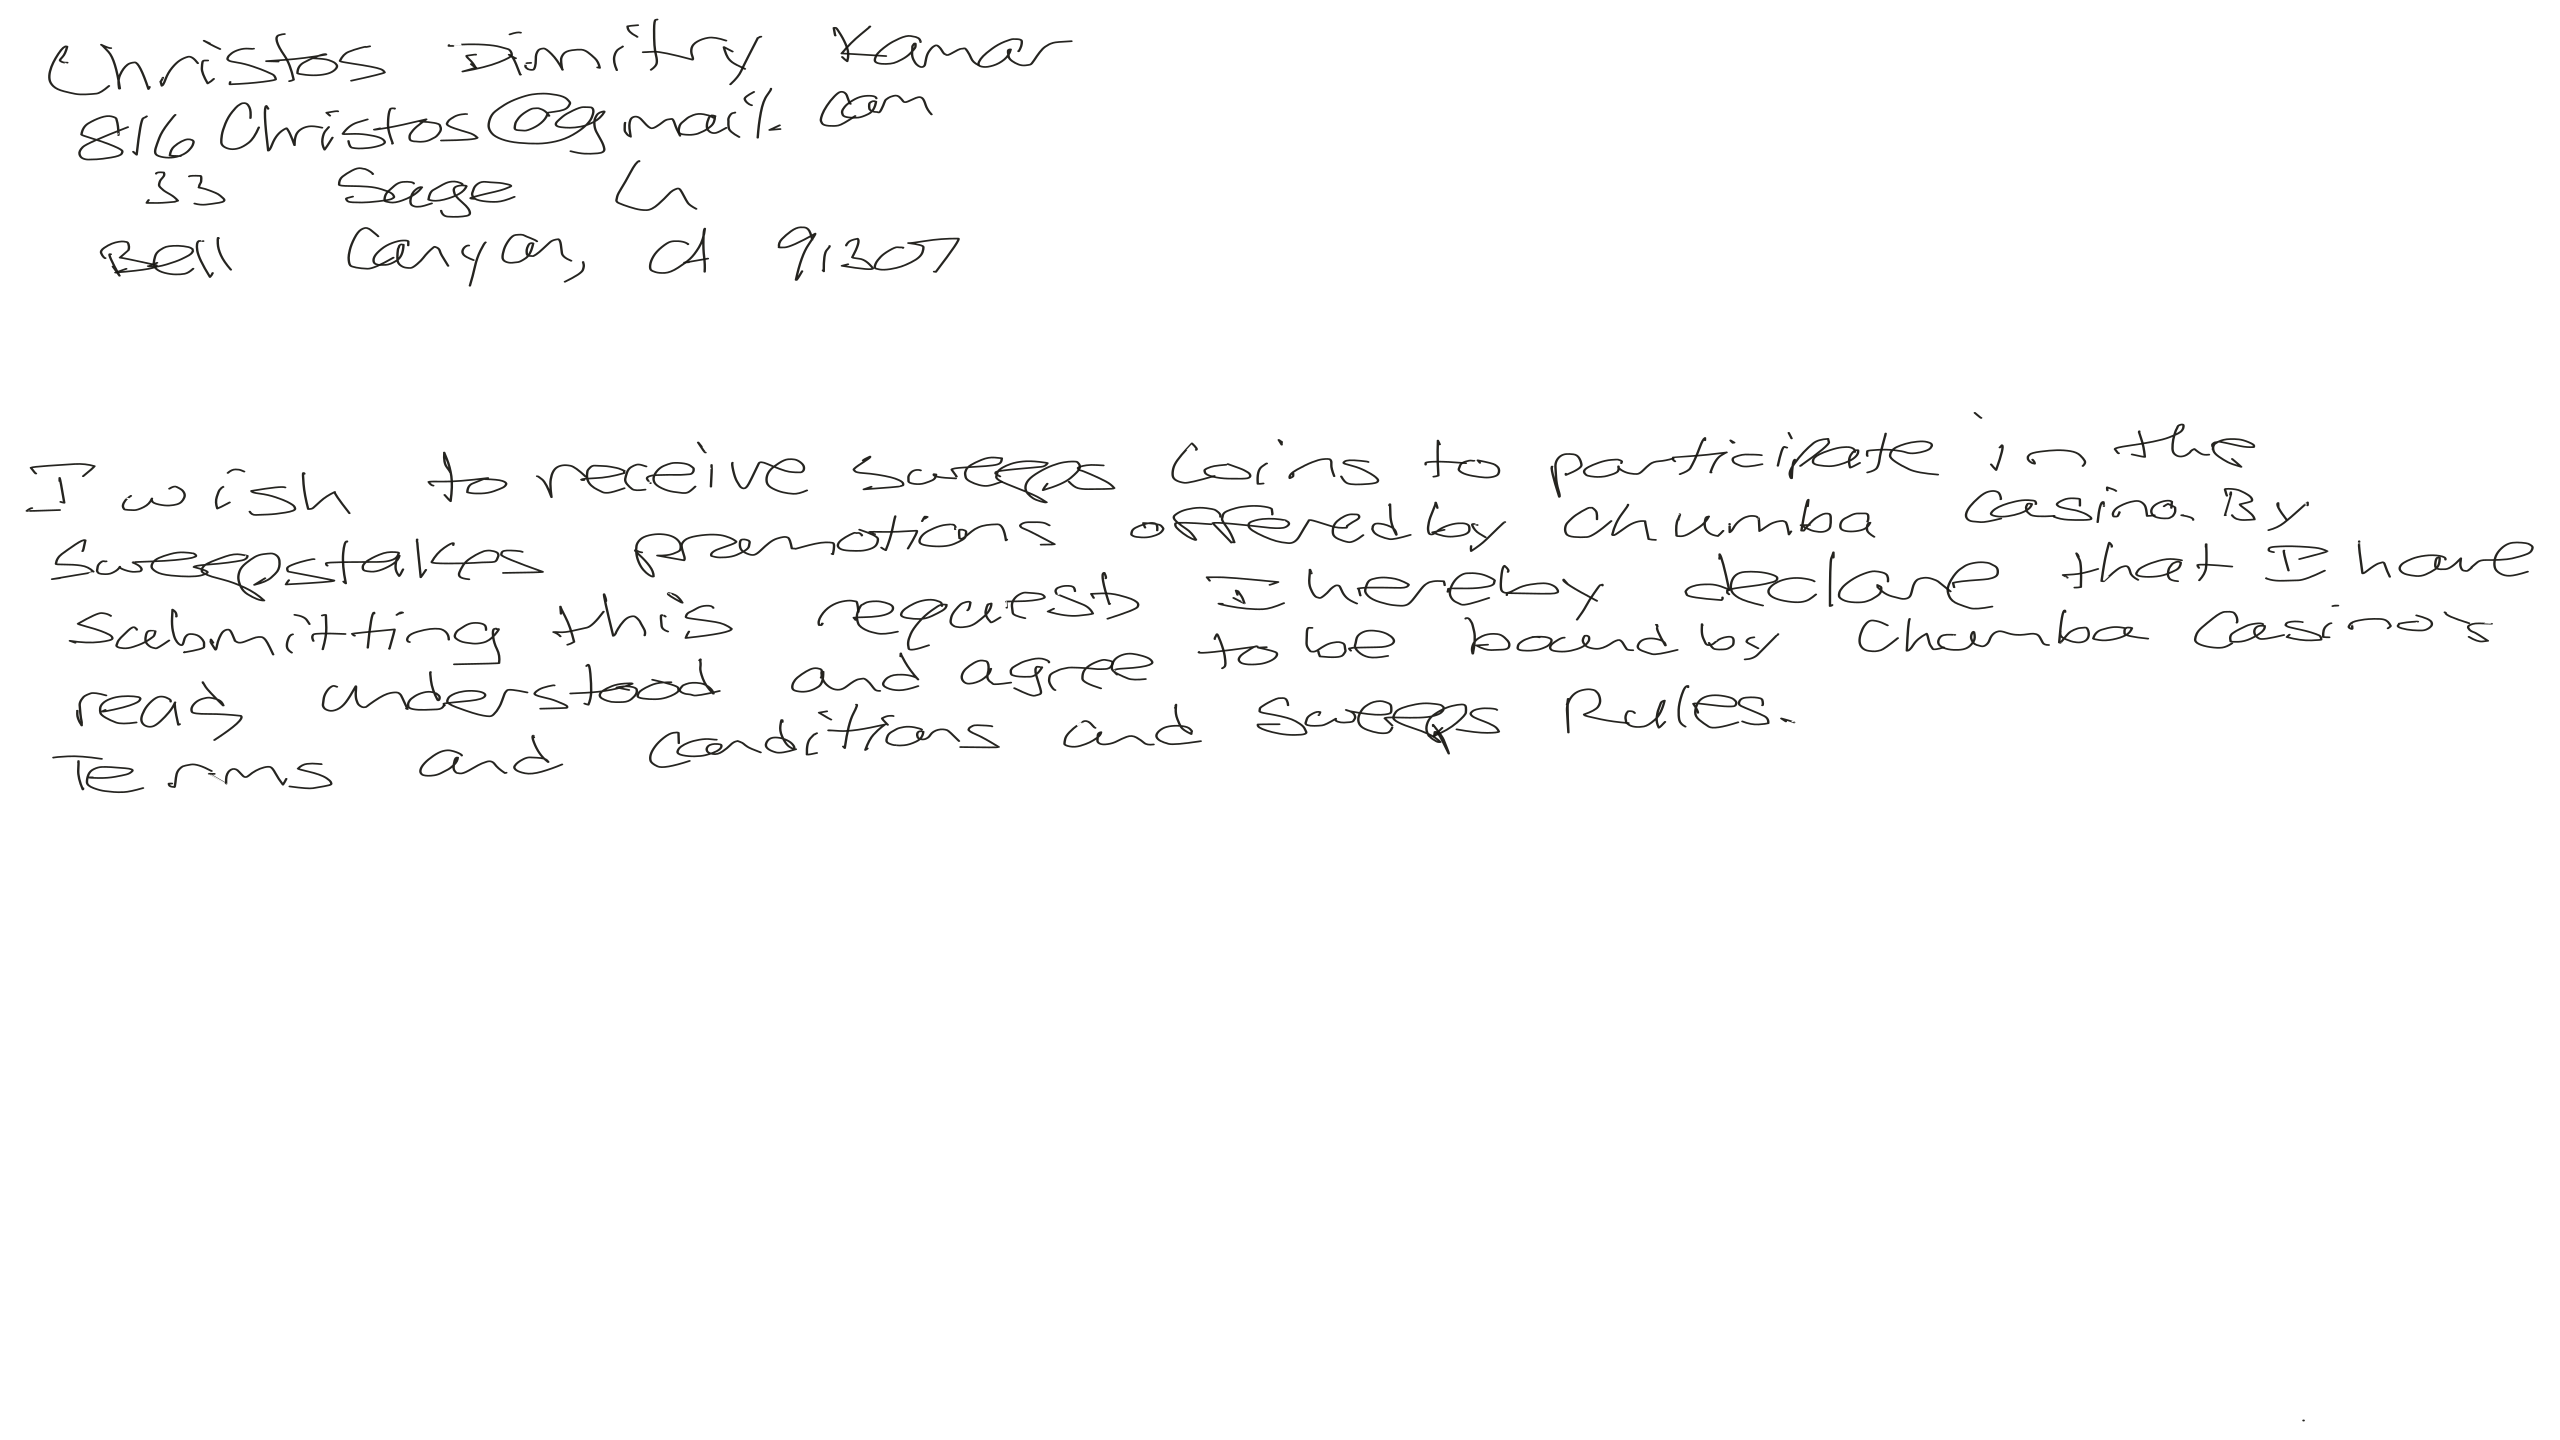 Christos Dimitry Kamar
816Christos@gmail.com
33 Sage Ln
Bell Canyon, CA 91307
I wish to receive sweeps Coins to participate in the
Sweepstakes promotions offered by Chumba Casino. By
submitting this request I hereby declare that I have
read, understood and agree to be bound by Chumba Casino's
Terms and conditions and Sweeps Rules.